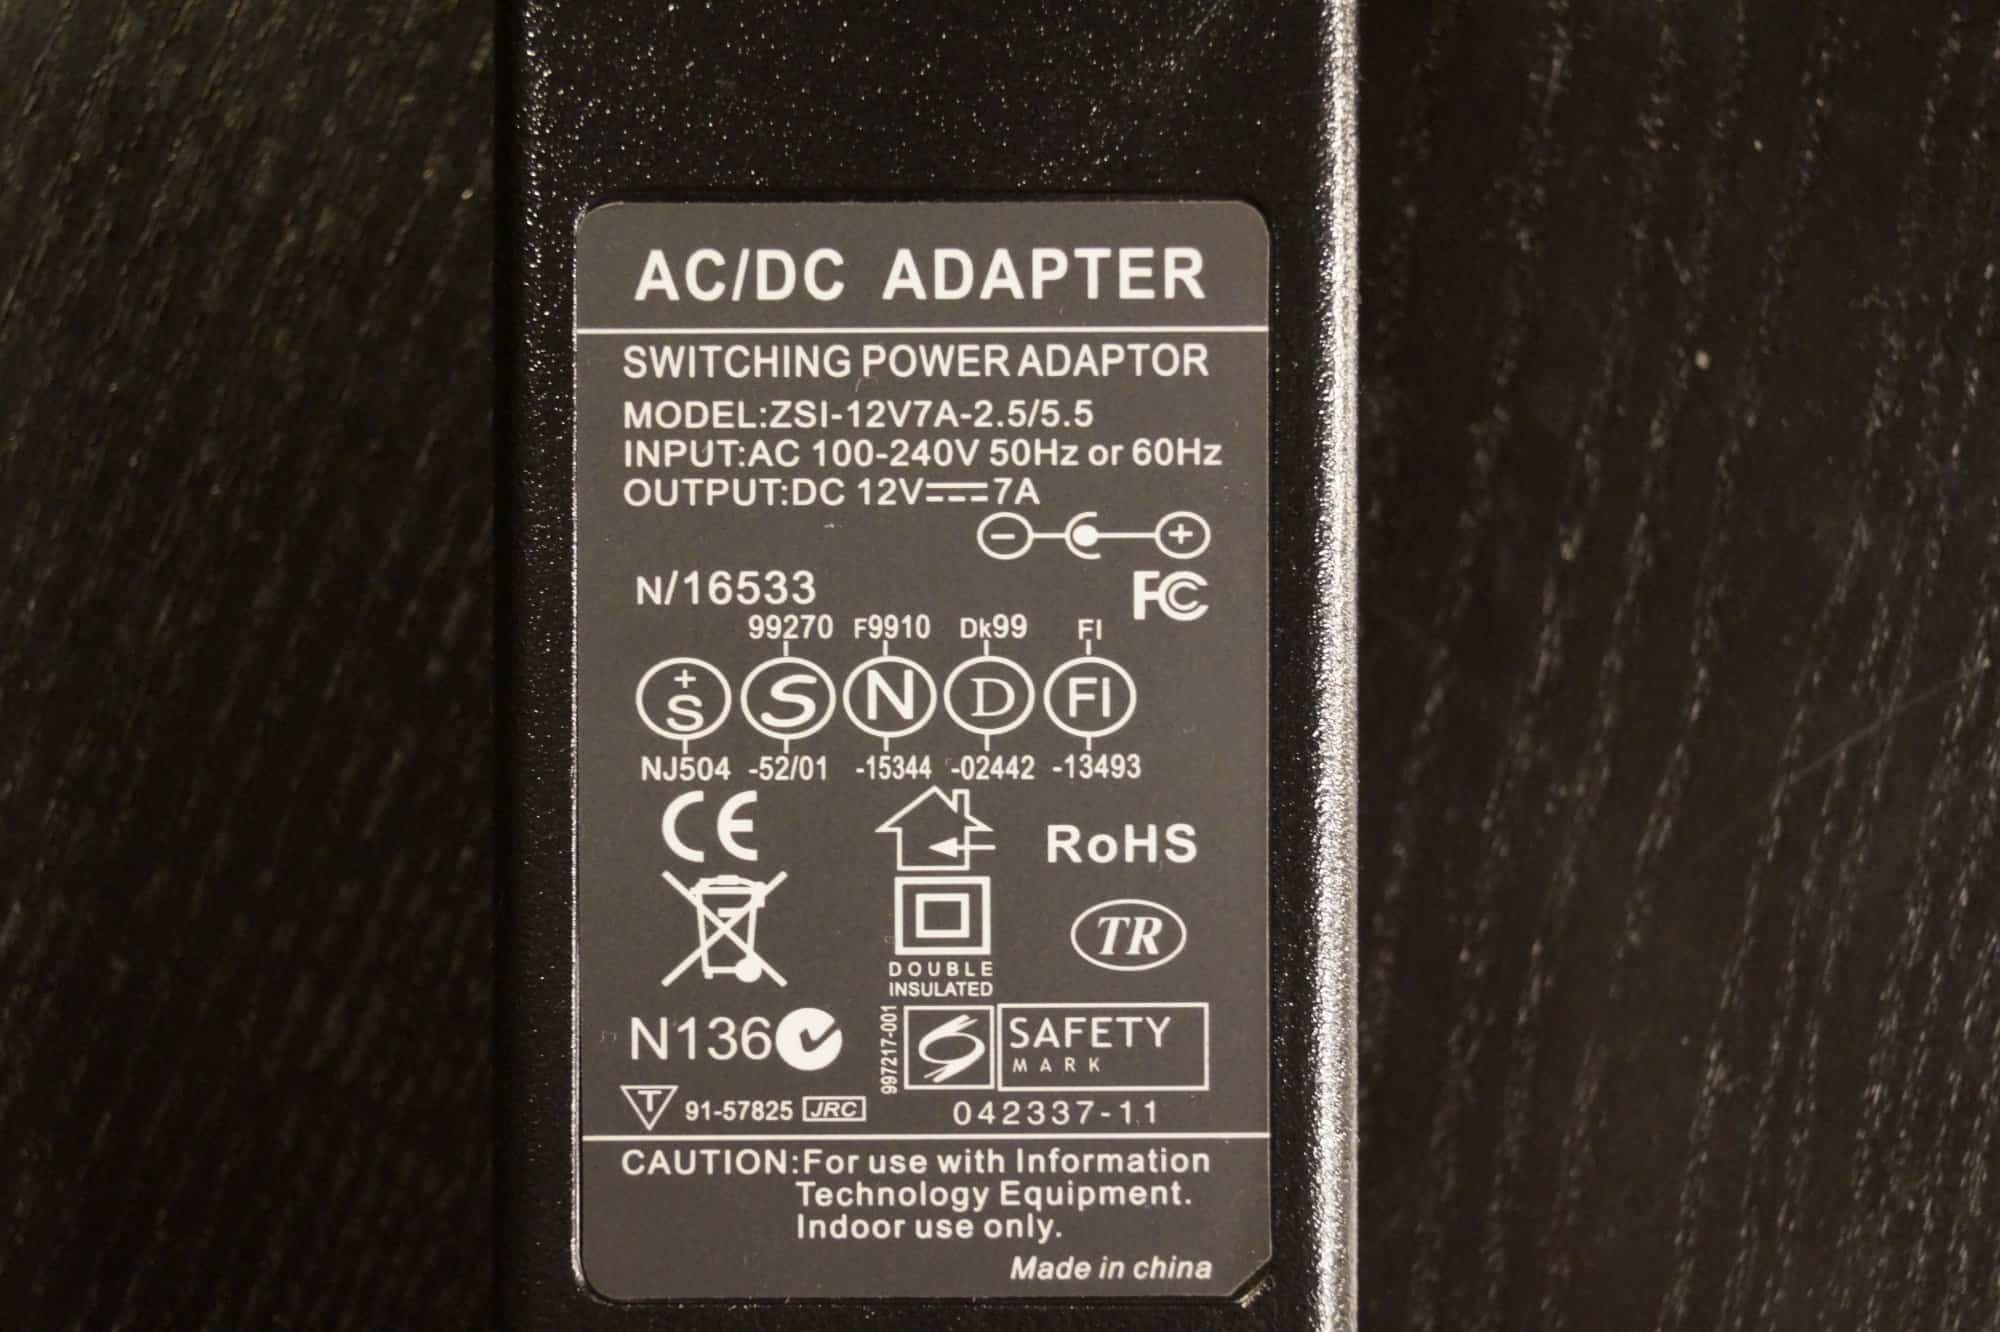 AC/DC ADAPTER
SWITCHING POWER ADAPTOR
MODEL:ZSI-12V7A-2.5/5.5
INPUT:AC 100-240V 50Hz or 60Hz
OUTPUT:DC 12V⎓7A
- +
N/16533
FC
99270 F9910 Dk99 FI
+S S N D FI
NJ504 -52/01 -15344 -02442 -13493
CE
RoHS
TR
DOUBLE
INSULATED
N136
997217-001
SAFETY
MARK
T 91-57825 JRC
042337-11
CAUTION:For use with Information
Technology Equipment.
Indoor use only.
Made in china